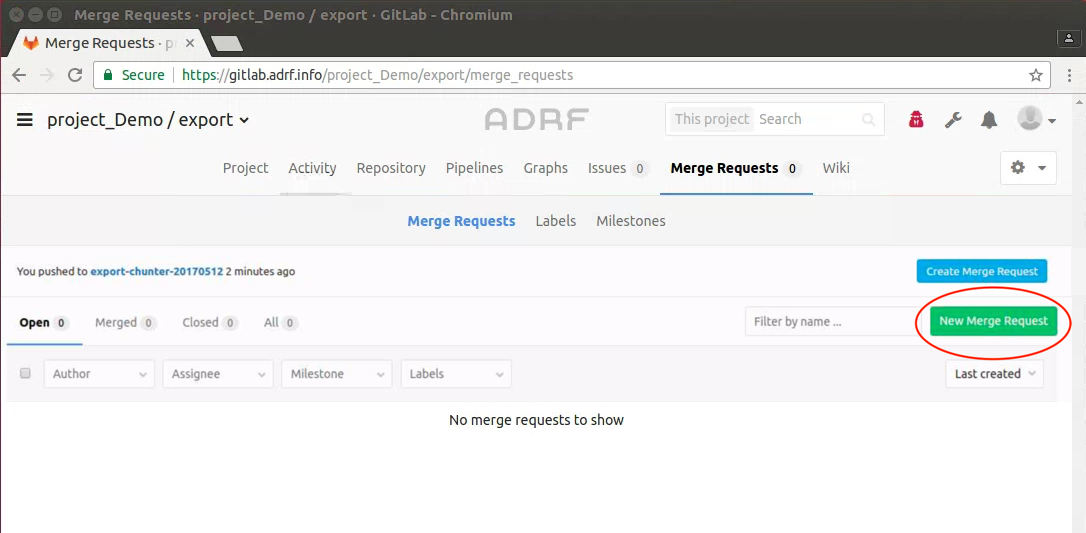 Merge Requests · project_Demo / export · GitLab - Chromium
Merge Requests · pr
Secure https://gitlab.adrf.info/project_Demo/export/merge_requests
project_Demo / export ADRF This project Search
Project Activity Repository Pipelines Graphs Issues 0 Merge Requests 0 Wiki
Merge Requests Labels Milestones
You pushed to export-chunter-20170512 2 minutes ago Create Merge Request
Open 0 Merged 0 Closed 0 All 0 Filter by name ... New Merge Request
Author Assignee Milestone Labels Last created
No merge requests to show